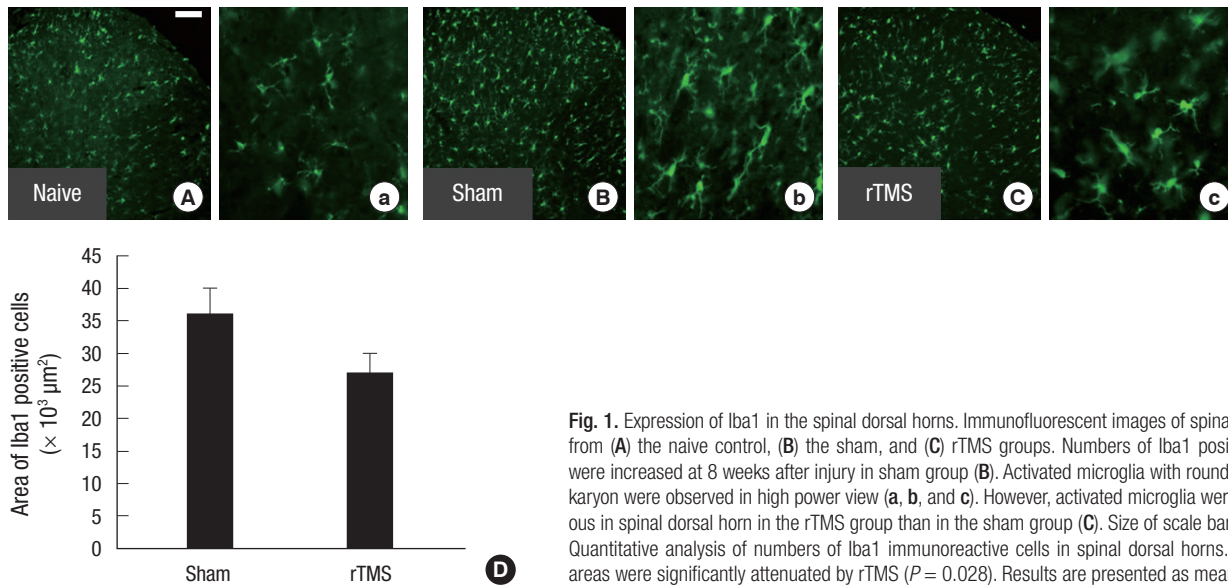 Naive
A
a
Sham
B
b
rTMS
C
c
Area of Iba1 positive cells
(× 10³ μm²)
45
40
35
30
25
20
15
10
5
0
Sham
rTMS
D
Fig. 1. Expression of Iba1 in the spinal dorsal horns. Immunofluorescent images of spina
from (A) the naive control, (B) the sham, and (C) rTMS groups. Numbers of Iba1 posi
were increased at 8 weeks after injury in sham group (B). Activated microglia with round
karyon were observed in high power view (a, b, and c). However, activated microglia wer
ous in spinal dorsal horn in the rTMS group than in the sham group (C). Size of scale bar
Quantitative analysis of numbers of Iba1 immunoreactive cells in spinal dorsal horns.
areas were significantly attenuated by rTMS (P = 0.028). Results are presented as mea